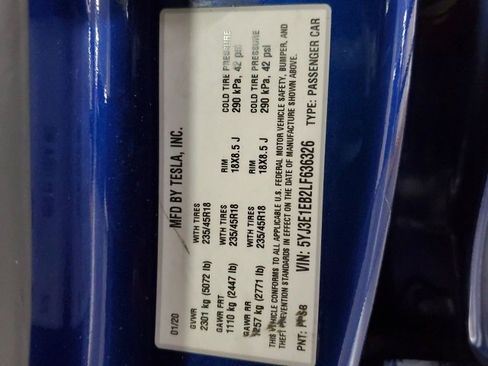 MFD BY TESLA, INC.
01/20
GVWR
2301 kg (5072 lb)
GAWR FRT WITH TIRES RIM COLD TIRE PRESSURE
1110 kg (2447 lb) 235/45R18 18X8.5 J 290 kPa, 42 psi
GAWR RR WITH TIRES RIM COLD TIRE PRESSURE
1257 kg (2771 lb) 235/45R18 18X8.5 J 290 kPa, 42 psi
THIS VEHICLE CONFORMS TO ALL APPLICABLE U.S. FEDERAL MOTOR VEHICLE SAFETY, BUMPER, AND
THEFT PREVENTION STANDARDS IN EFFECT ON THE DATE OF MANUFACTURE SHOWN ABOVE.
VIN: 5YJ3E1EB2LF636326 TYPE: PASSENGER CAR
PNT: